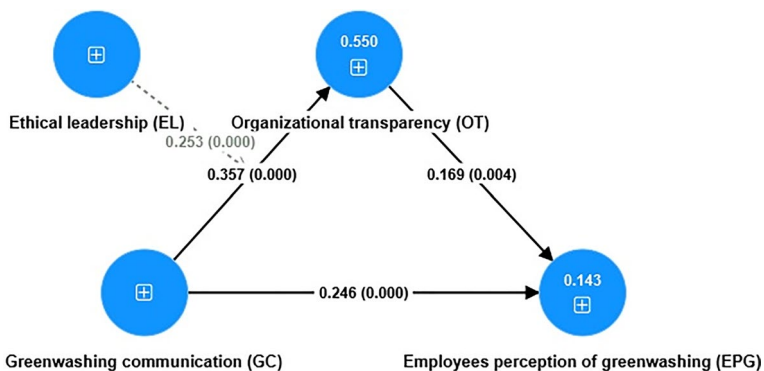 0.550
Ethical leadership (EL)
Organizational transparency (OT)
0.253 (0.000)
0.357 (0.000)
0.169 (0.004)
0.143
0.246 (0.000)
Greenwashing communication (GC)
Employees perception of greenwashing (EPG)